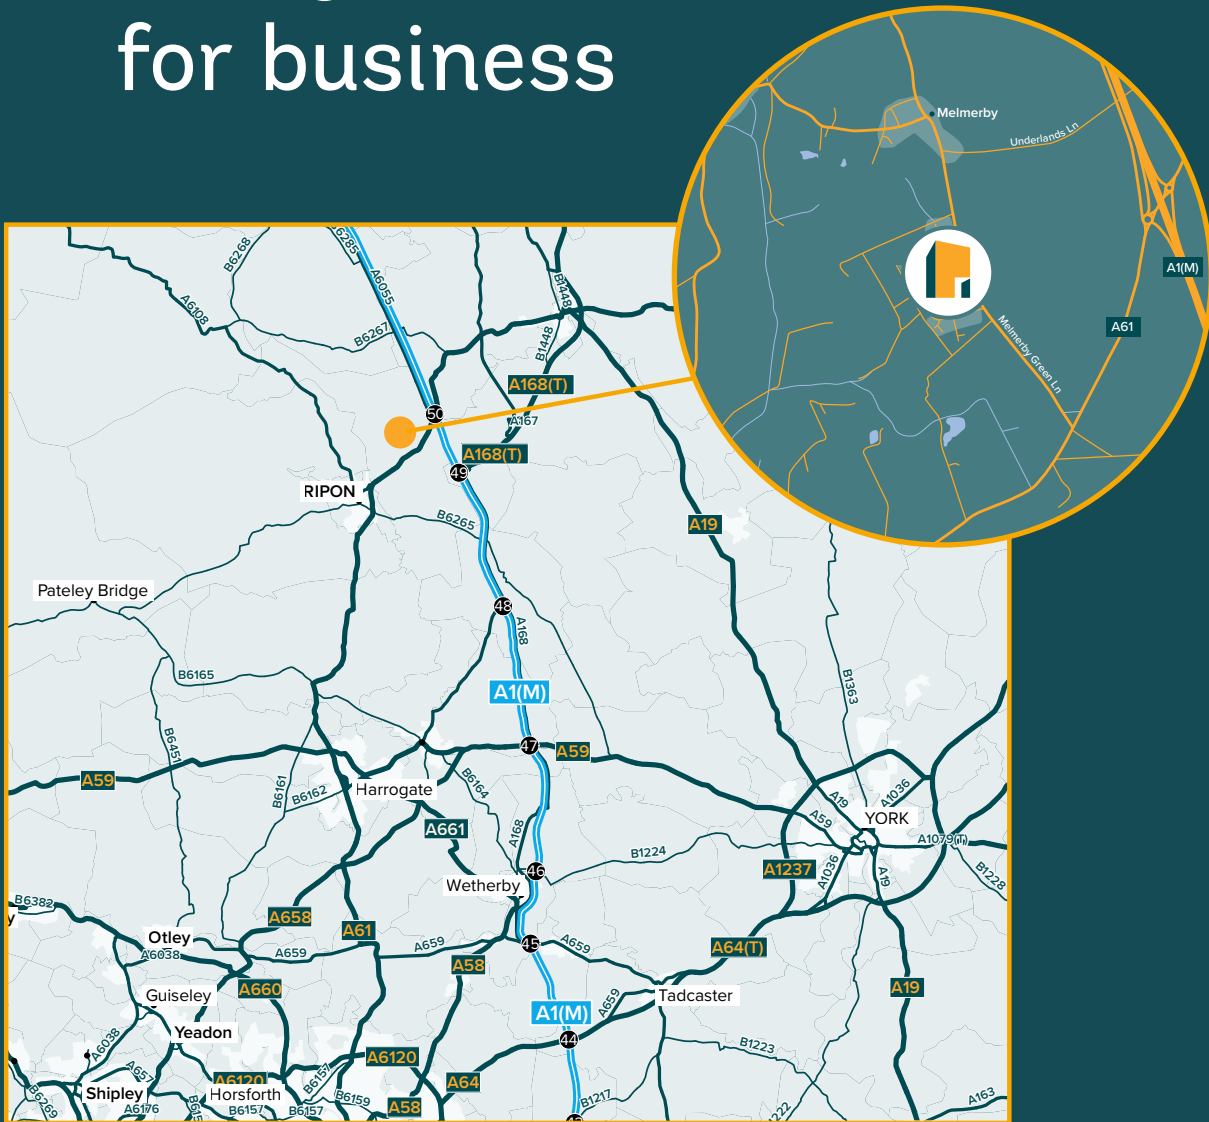 for business
Melmerby
Underlands Ln
A1(M)
A61
Melmerby Green Ln
B6268
B6285
A6055
A6108
B6267
B1448
B1448
A168(T)
50
A167
A168(T)
49
RIPON
B6265
A19
Pateley Bridge
48
A168
B6165
B1363
A1(M)
B6451
47
A59
A59
B6161
B6162
Harrogate
B6164
A19
A1036
A59
YORK
A661
A168
A1079(T)
B1224
46
A1237
A1036
A19
B1228
Wetherby
B6382
y
A658
A61
Otley
A6038
A659
A659
45
A659
A58
A64(T)
A660
Guiseley
A659
Tadcaster
A19
A1(M)
Yeadon
44
A6038
B1223
A6120
A657
A6120
B6157
A64
Shipley
Horsforth
B6269
A6176
B6157
B6157
B6159
A58
B1217
A163